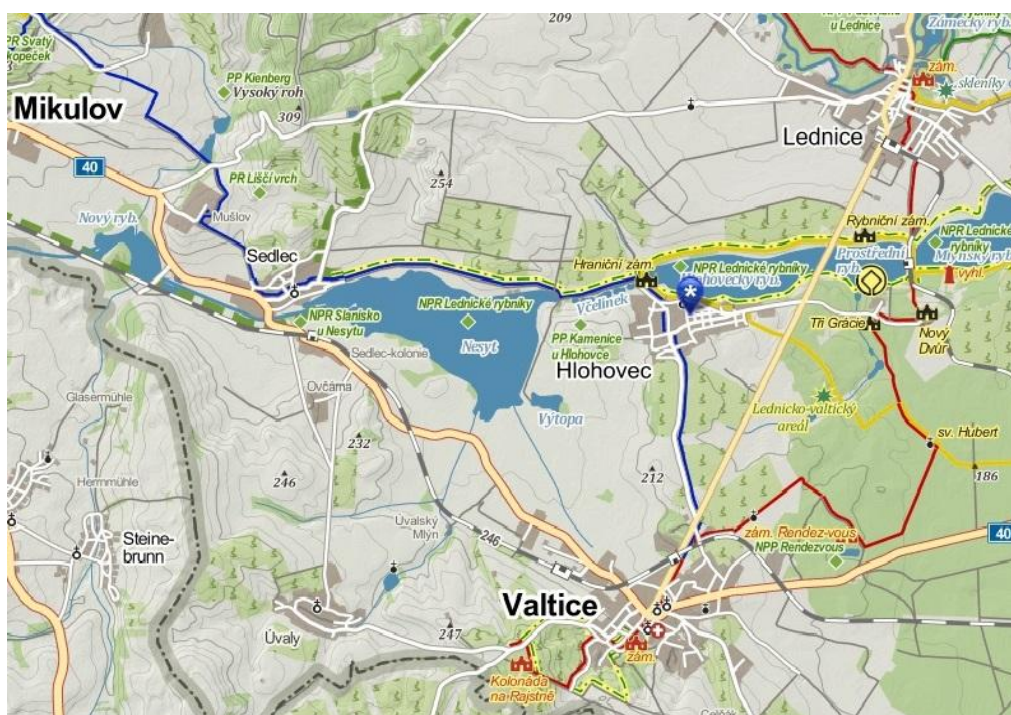 209
NPR Svatý
kopeček
PP Kienberg
Vysoký roh
309
u Lednice
Zámecký ryb.
zám.
skleníky
Mikulov
Lednice
40
PR Liščí vrch
254
Nový ryb.
Mušlov
Sedlec
Rybniční zám.
Hraniční zám.
NPR Lednické rybníky
Prostřední
ryb.
NPR Lednické
rybníky
Mlýnský ryb.
vyhl.
NPR Slanisko
u Nesytu
NPR Lednické rybníky
Nesyt
Včelínek
Hlohovecký ryb.
Tři Grácie
Nový
Dvůr
Sedlec-kolonie
PP Kamenice
u Hlohovce
Hlohovec
Ovčárna
Výtopa
Lednicko-valtický
areál
sv. Hubert
Glasermühle
232
246
212
186
Herrnmühle
Steine-
brunn
Úvalský
Mlýn
246
zám. Rendez-vous
NPP Rendezvous
40
Valtice
Úvaly
247
zám.
Kolonáda
na Rajstně